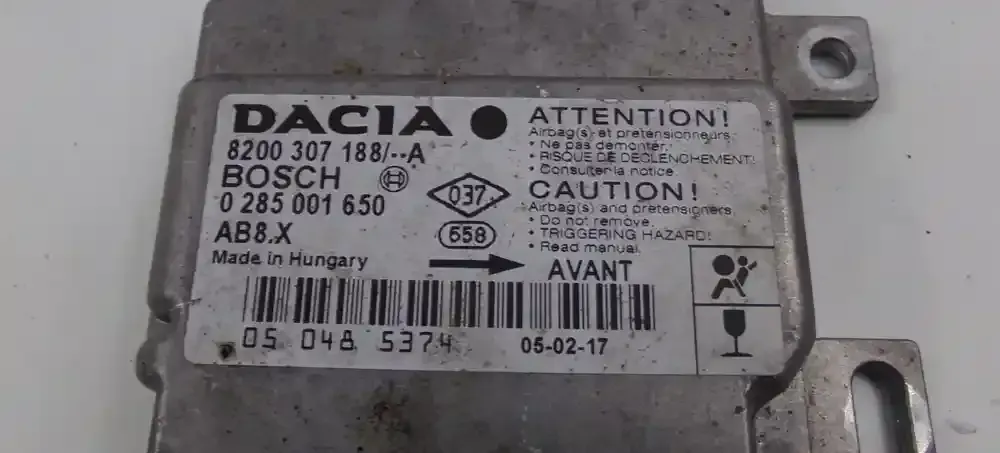 DACIA
8200 307 188/--A
BOSCH
0 285 001 650
AB8.X
Made in Hungary
037
658
AVANT
ATTENTION!
Airbag(s) et pretensionneurs:
• Ne pas demonter.
• RISQUE DE DECLENCHEMENT!
• Consulter la notice.
CAUTION!
Airbag(s) and pretensigners
• Do not remove.
• TRIGGERING HAZARD!
• Read manual.
05 048 5374
05-02-17